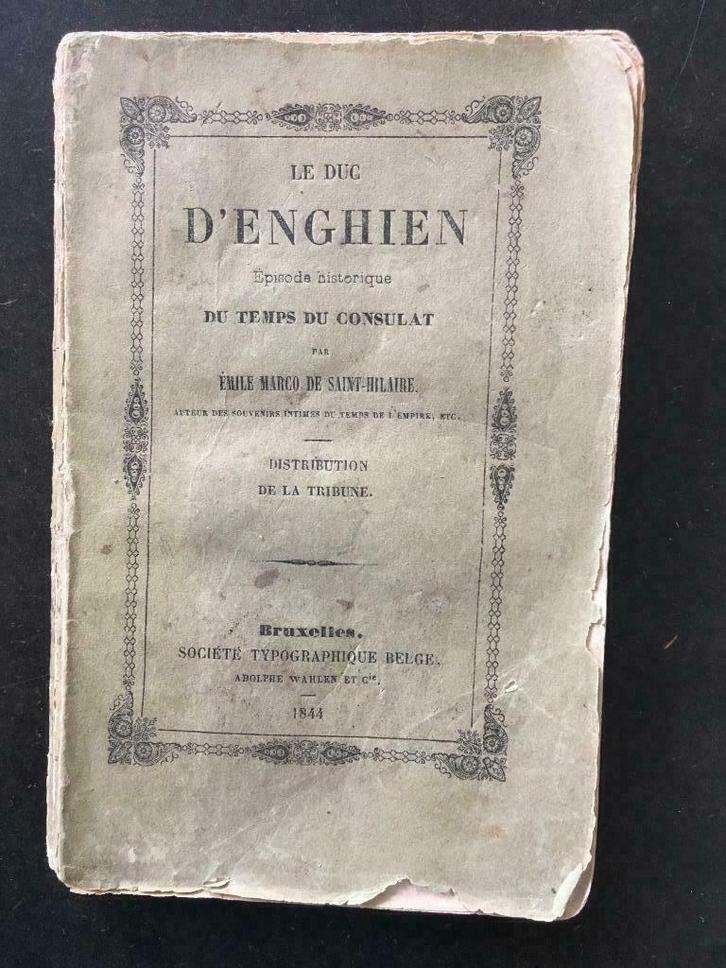 LE DUC
D'ENGHIEN
Épisode historique
DU TEMPS DU CONSULAT
PAR
ÉMILE MARCO DE SAINT-HILAIRE.
AUTEUR DES SOUVENIRS INTIMES DU TEMPS DE L'EMPIRE, ETC.
DISTRIBUTION
DE LA TRIBUNE.
Bruxelles.
SOCIÉTÉ TYPOGRAPHIQUE BELGE,
ADOLPHE WAHLEN ET Cie.
1844